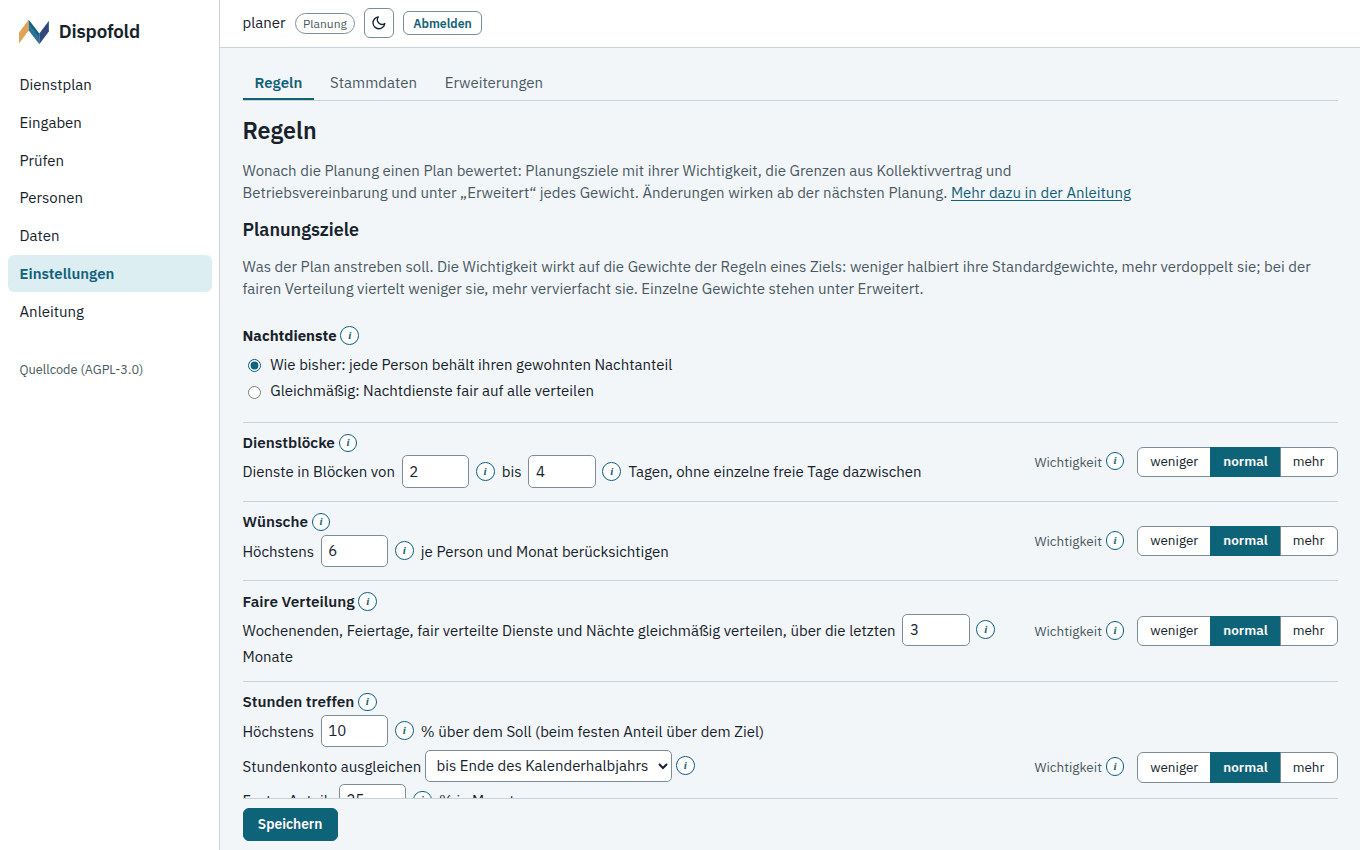 Dispofold
Dienstplan
Eingaben
Prüfen
Personen
Daten
Einstellungen
Anleitung
Quellcode (AGPL-3.0)
planer
Planung
Abmelden
Regeln
Stammdaten
Erweiterungen
Regeln
Wonach die Planung einen Plan bewertet: Planungsziele mit ihrer Wichtigkeit, die Grenzen aus Kollektivvertrag und
Betriebsvereinbarung und unter „Erweitert“ jedes Gewicht. Änderungen wirken ab der nächsten Planung. Mehr dazu in der Anleitung
Planungsziele
Was der Plan anstreben soll. Die Wichtigkeit wirkt auf die Gewichte der Regeln eines Ziels: weniger halbiert ihre Standardgewichte, mehr verdoppelt sie; bei der
fairen Verteilung viertelt weniger sie, mehr vervierfacht sie. Einzelne Gewichte stehen unter Erweitert.
Nachtdienste i
Wie bisher: jede Person behält ihren gewohnten Nachtanteil
Gleichmäßig: Nachtdienste fair auf alle verteilen
Dienstblöcke i
Dienste in Blöcken von 2 i bis 4 i Tagen, ohne einzelne freie Tage dazwischen
Wichtigkeit i weniger normal mehr
Wünsche i
Höchstens 6 i je Person und Monat berücksichtigen
Wichtigkeit i weniger normal mehr
Faire Verteilung i
Wochenenden, Feiertage, fair verteilte Dienste und Nächte gleichmäßig verteilen, über die letzten 3 i
Monate
Wichtigkeit i weniger normal mehr
Stunden treffen i
Höchstens 10 i % über dem Soll (beim festen Anteil über dem Ziel)
Stundenkonto ausgleichen bis Ende des Kalenderhalbjahrs i
Wichtigkeit i weniger normal mehr
Speichern